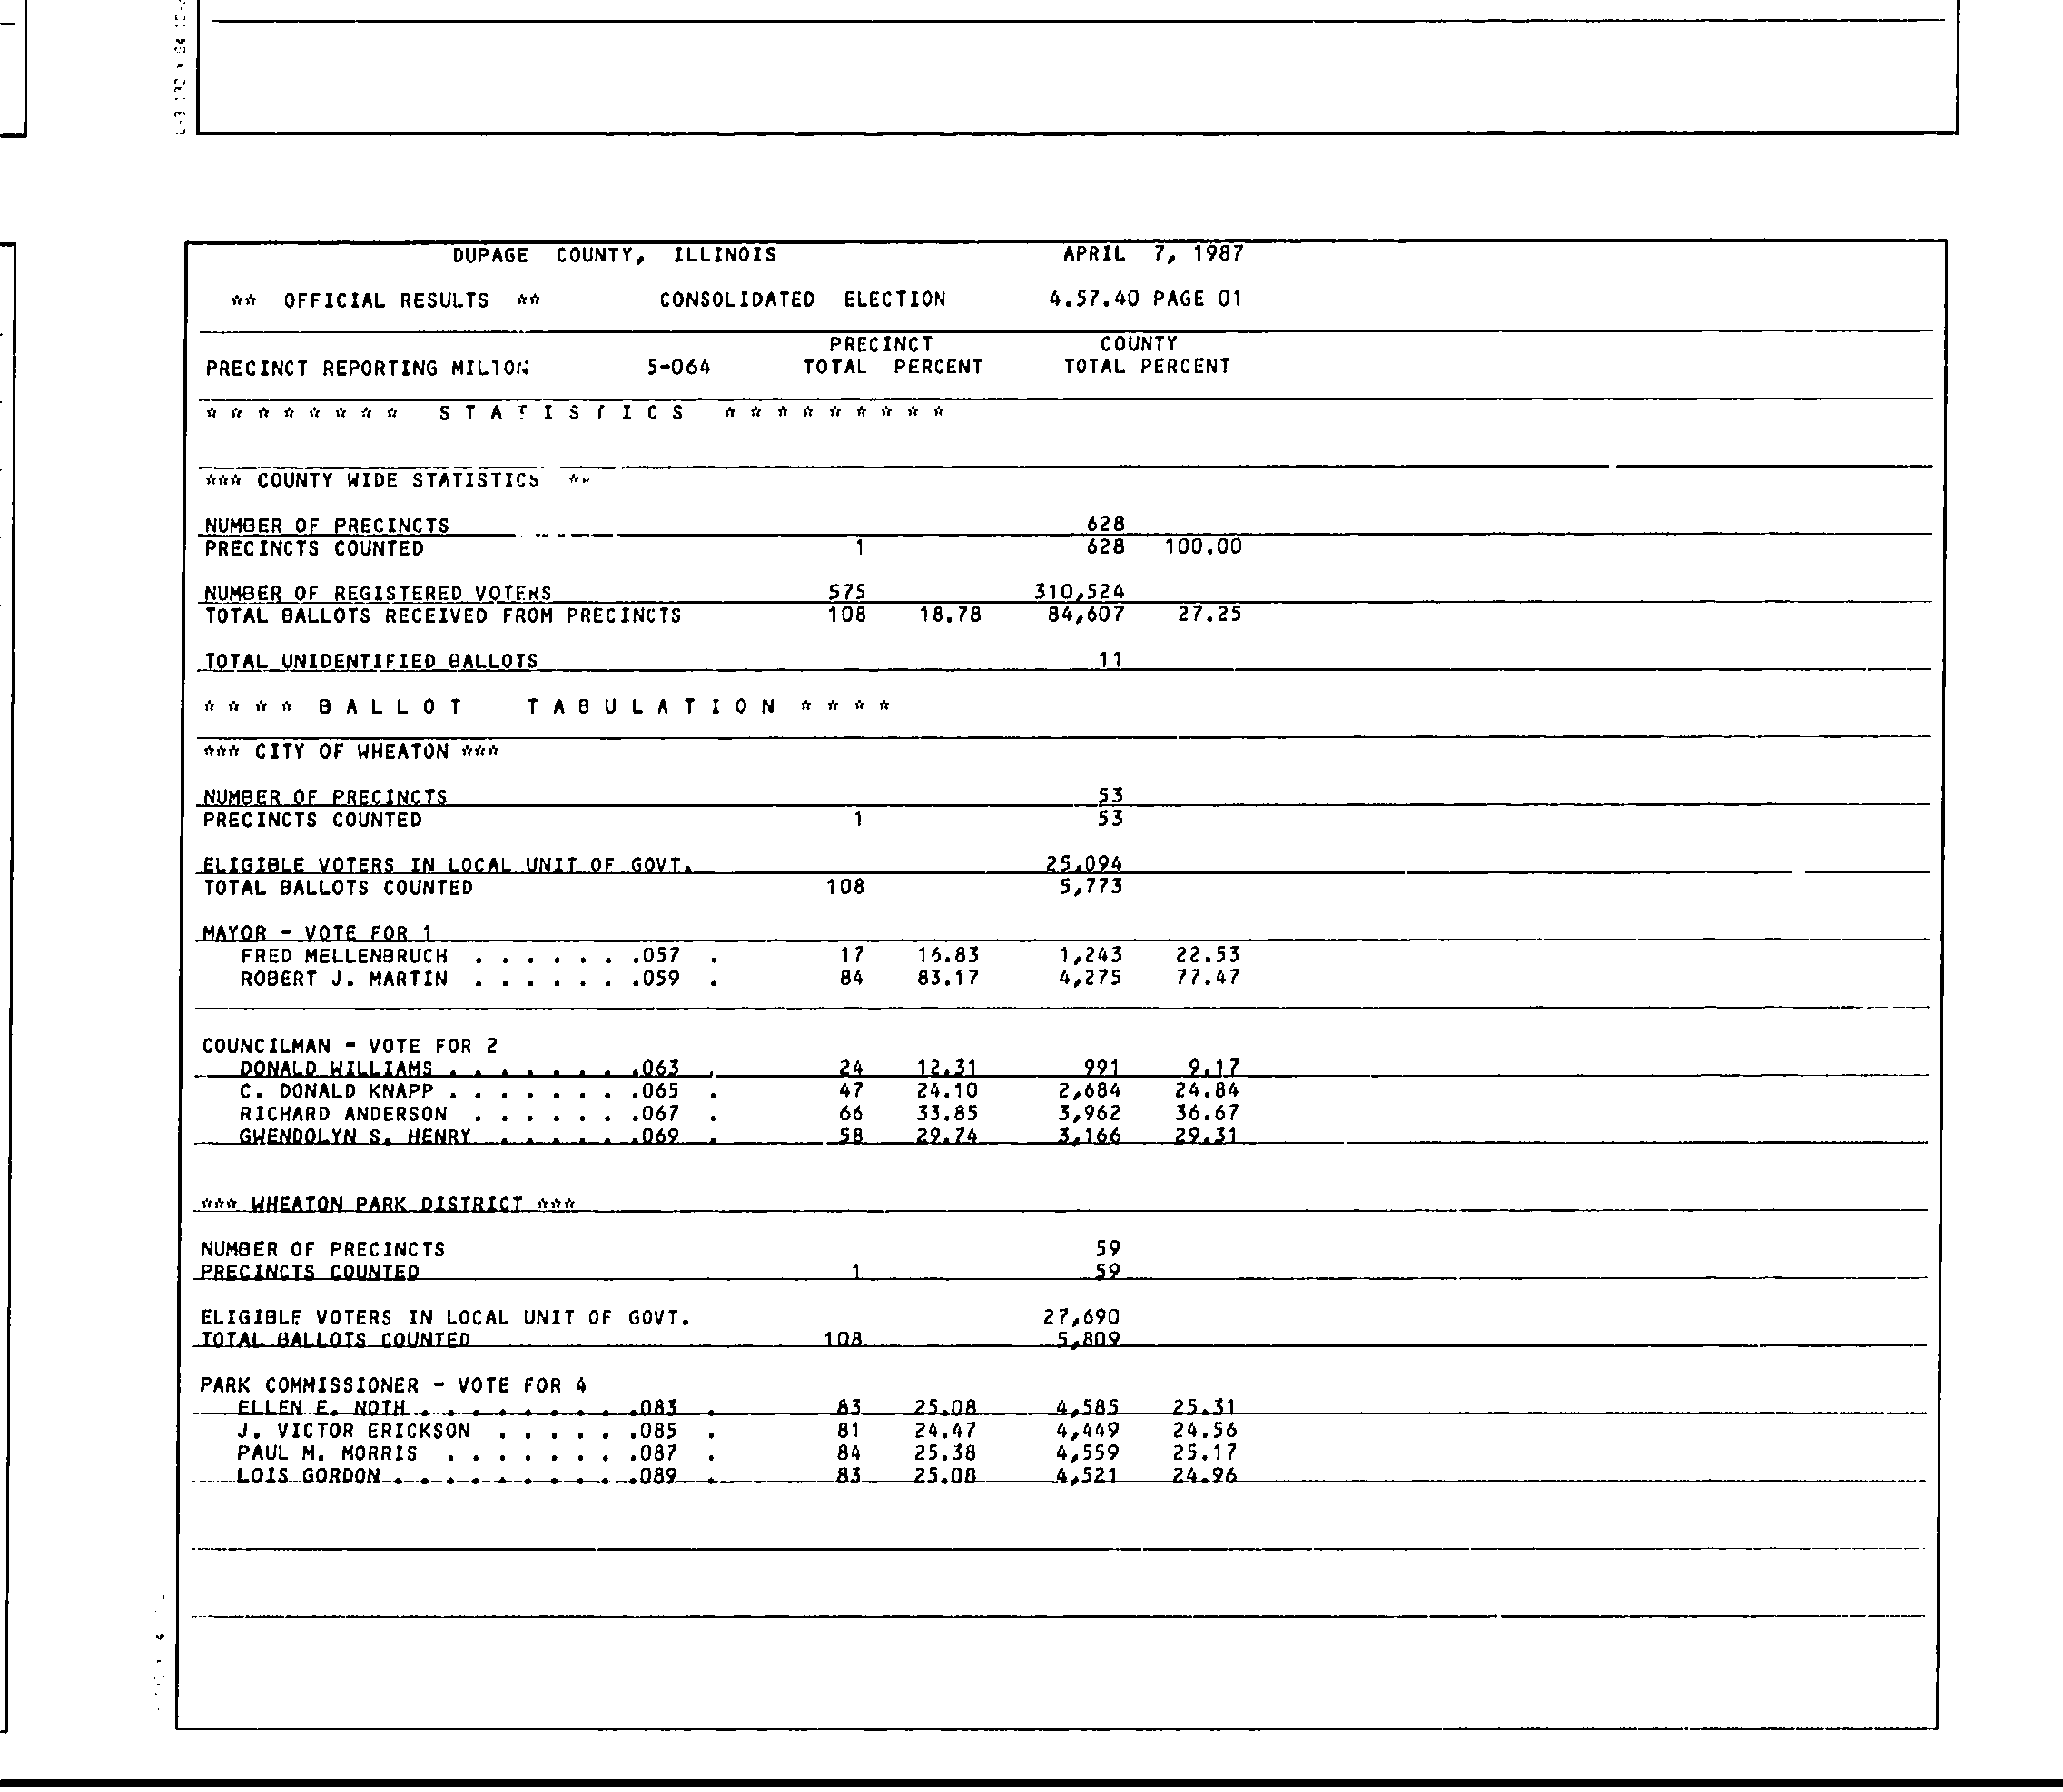 DUPAGE COUNTY, ILLINOIS APRIL 7, 1987
** OFFICIAL RESULTS ** CONSOLIDATED ELECTION 4.57.40 PAGE 01
PRECINCT COUNTY
PRECINCT REPORTING MILTON 5-064 TOTAL PERCENT TOTAL PERCENT
* * * * * * * * S T A T I S T I C S * * * * * * * * *
*** COUNTY WIDE STATISTICS **
NUMBER OF PRECINCTS 628
PRECINCTS COUNTED 1 628 100.00
NUMBER OF REGISTERED VOTERS 575 310,524
TOTAL BALLOTS RECEIVED FROM PRECINCTS 108 18.78 84,607 27.25
TOTAL UNIDENTIFIED BALLOTS 11
* * * * B A L L O T T A B U L A T I O N * * * *
*** CITY OF WHEATON ***
NUMBER OF PRECINCTS 53
PRECINCTS COUNTED 1 53
ELIGIBLE VOTERS IN LOCAL UNIT OF GOVT. 25,094
TOTAL BALLOTS COUNTED 108 5,773
MAYOR - VOTE FOR 1
FRED MELLENBRUCH . . . . . . .057 . 17 16.83 1,243 22.53
ROBERT J. MARTIN . . . . . . .059 . 84 83.17 4,275 77.47
COUNCILMAN - VOTE FOR 2
DONALD WILLIAMS . . . . . . . .063 . 24 12.31 991 9.17
C. DONALD KNAPP . . . . . . . .065 . 47 24.10 2,684 24.84
RICHARD ANDERSON . . . . . . .067 . 66 33.85 3,962 36.67
GWENDOLYN S. HENRY . . . . . .069 . 58 29.74 3,166 29.31
*** WHEATON PARK DISTRICT ***
NUMBER OF PRECINCTS 59
PRECINCTS COUNTED 1 59
ELIGIBLE VOTERS IN LOCAL UNIT OF GOVT. 27,690
TOTAL BALLOTS COUNTED 108 5,809
PARK COMMISSIONER - VOTE FOR 4
ELLEN E. NOTH . . . . . . . . .083 . 83 25.08 4,585 25.31
J. VICTOR ERICKSON . . . . . .085 . 81 24.47 4,449 24.56
PAUL M. MORRIS . . . . . . . .087 . 84 25.38 4,559 25.17
LOIS GORDON . . . . . . . . . .089 . 83 25.08 4,521 24.96